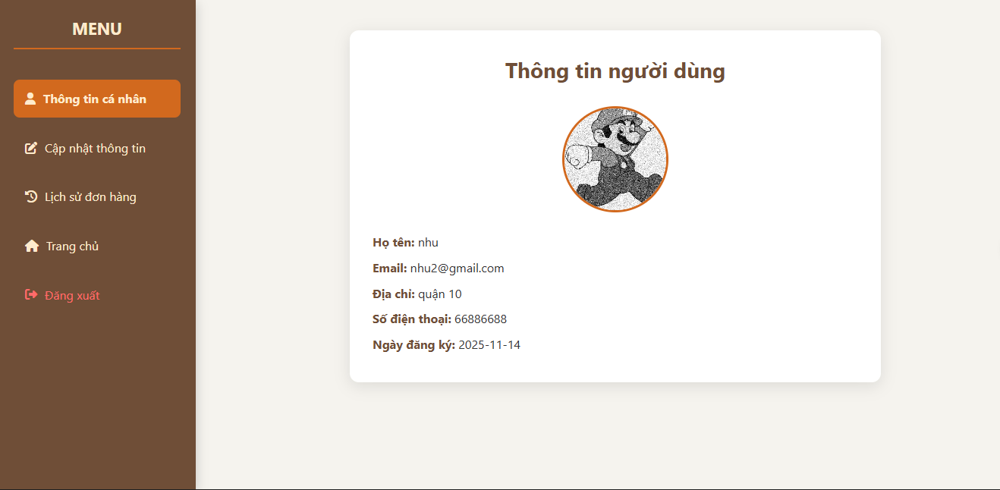 MENU
Thông tin cá nhân
Cập nhật thông tin
Lịch sử đơn hàng
Trang chủ
Đăng xuất
Thông tin người dùng
Họ tên: nhu
Email: nhu2@gmail.com
Địa chỉ: quận 10
Số điện thoại: 66886688
Ngày đăng ký: 2025-11-14